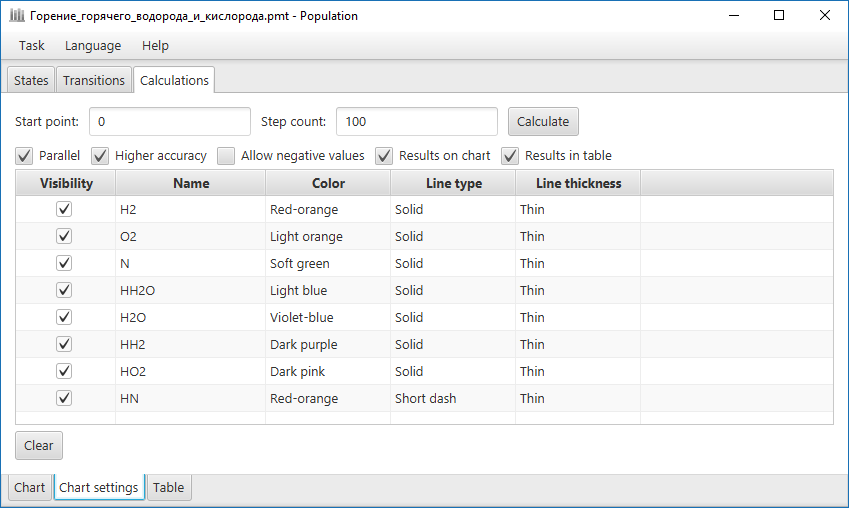 Горение_горячего_водорода_и_кислорода.pmt - Population
Task Language Help
States Transitions Calculations
Start point: 0 Step count: 100 Calculate
Parallel Higher accuracy Allow negative values Results on chart Results in table
Visibility Name Color Line type Line thickness
H2 Red-orange Solid Thin
O2 Light orange Solid Thin
N Soft green Solid Thin
HH2O Light blue Solid Thin
H2O Violet-blue Solid Thin
HH2 Dark purple Solid Thin
HO2 Dark pink Solid Thin
HN Red-orange Short dash Thin
Clear
Chart Chart settings Table